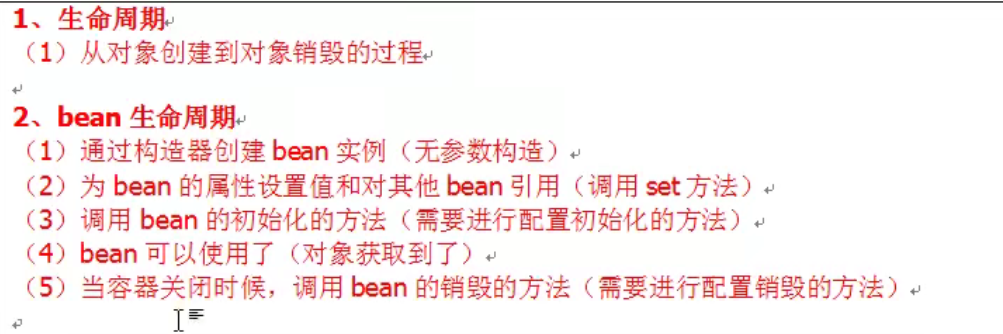 1、生命周期
（1）从对象创建到对象销毁的过程
2、bean 生命周期
（1）通过构造器创建 bean 实例（无参数构造）
（2）为 bean 的属性设置值和对其他 bean 引用（调用 set 方法）
（3）调用 bean 的初始化的方法（需要进行配置初始化的方法）
（4）bean 可以使用了（对象获取到了）
（5）当容器关闭时候，调用 bean 的销毁的方法（需要进行配置销毁的方法）